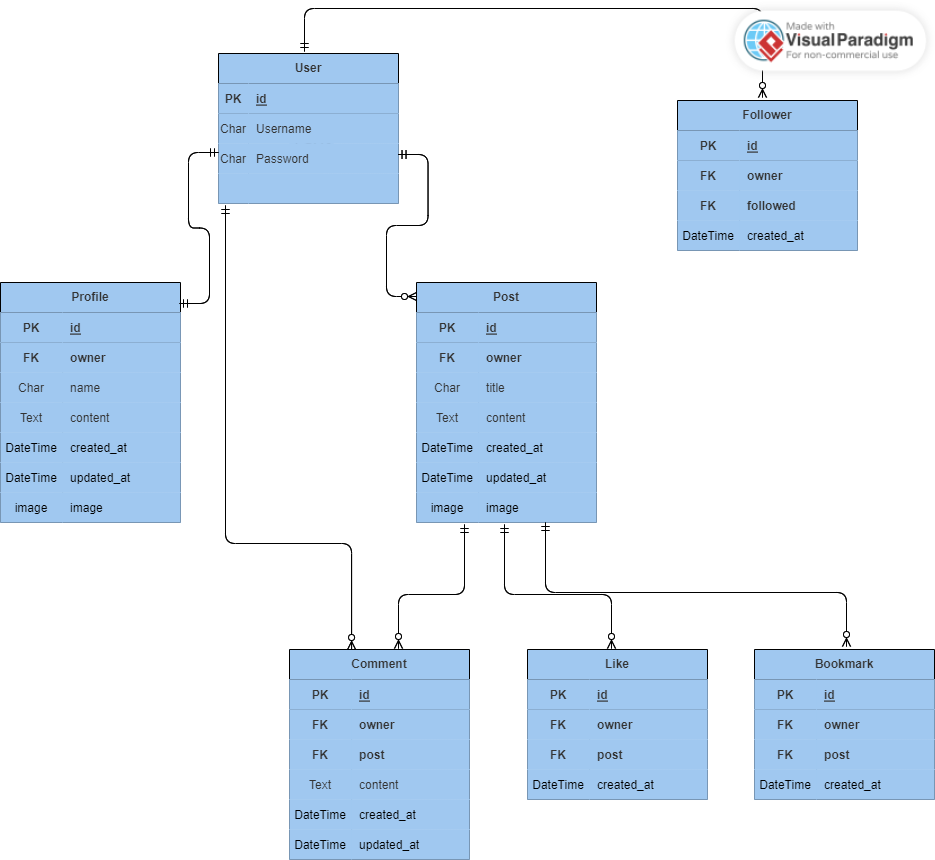 Made with
VisualParadigm
For non-commercial use
User
PK id
Char Username
Char Password
Follower
PK id
FK owner
FK followed
DateTime created_at
Profile
PK id
FK owner
Char name
Text content
DateTime created_at
DateTime updated_at
image image
Post
PK id
FK owner
Char title
Text content
DateTime created_at
DateTime updated_at
image image
Comment
PK id
FK owner
FK post
Text content
DateTime created_at
DateTime updated_at
Like
PK id
FK owner
FK post
DateTime created_at
Bookmark
PK id
FK owner
FK post
DateTime created_at